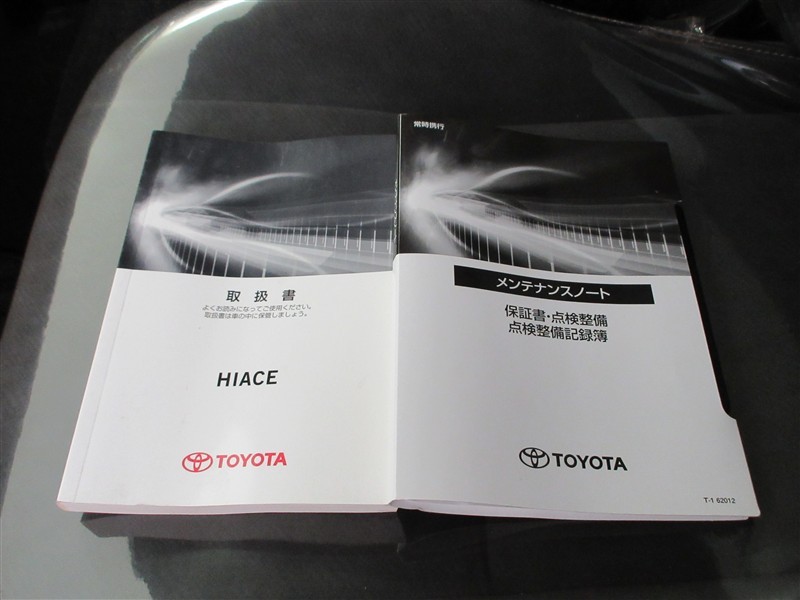 取扱書
よくお読みになってご使用ください。
取扱書は車の中に保管しましょう。
HIACE
TOYOTA
常時携行
メンテナンスノート
保証書・点検整備
点検整備記録簿
TOYOTA
T-1 62012